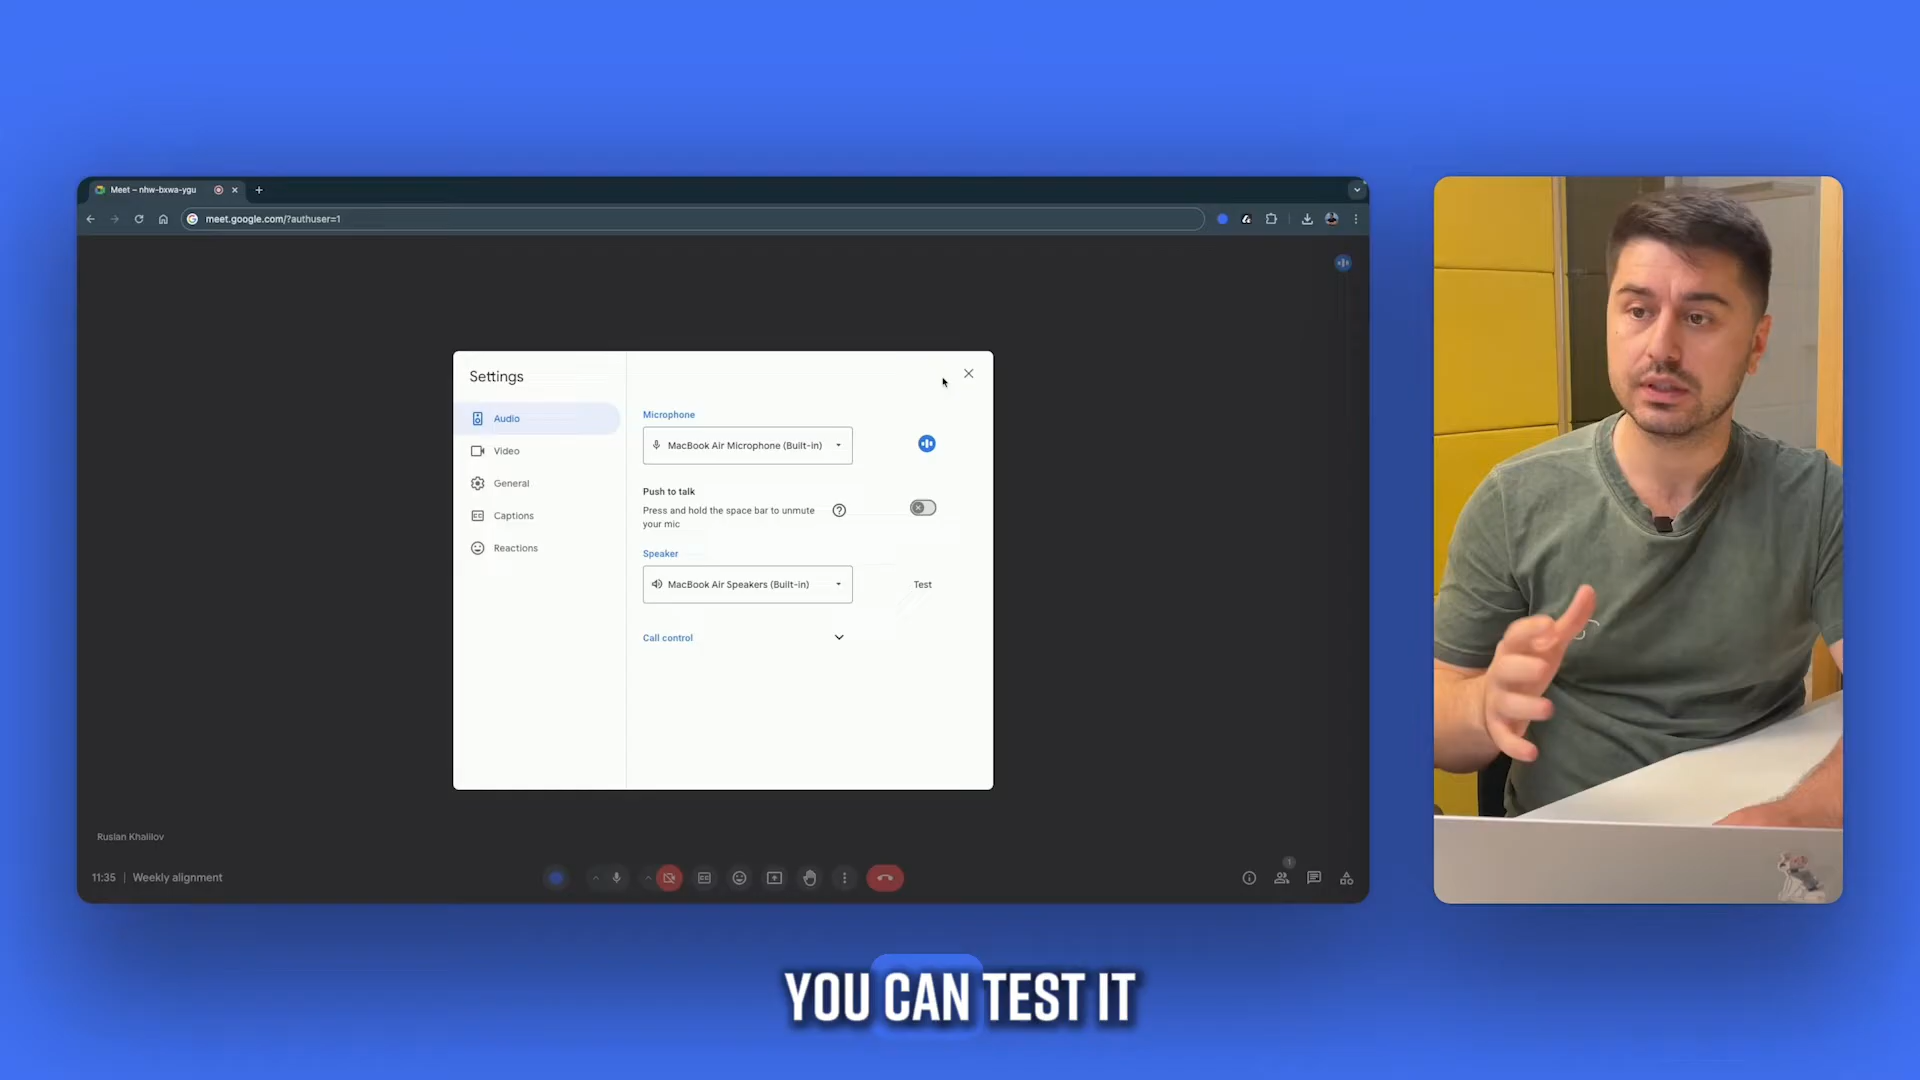 Meet – nhw-bxwa-ygu
meet.google.com/?authuser=1
Settings
Audio
Video
General
Captions
Reactions
Microphone
MacBook Air Microphone (Built-in)
Push to talk
Press and hold the space bar to unmute
your mic
Speaker
MacBook Air Speakers (Built-in)
Test
Call control
Ruslan Khalilov
11:35 | Weekly alignment
1
YOU CAN TEST IT